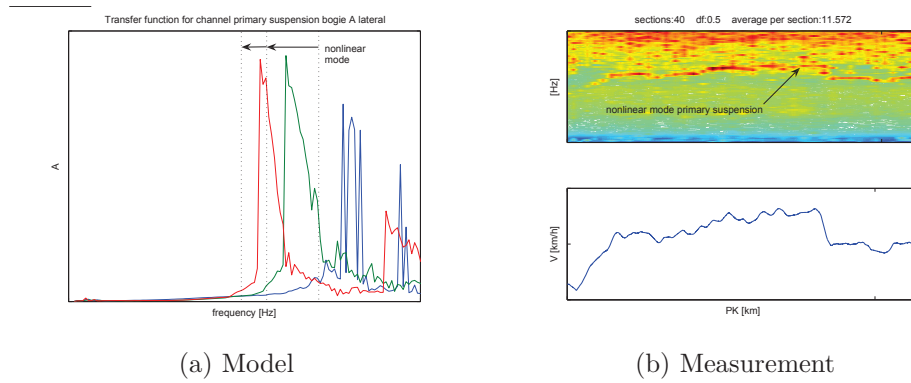 Transfer function for channel primary suspension bogie A lateral
nonlinear
mode
A
frequency [Hz]
(a) Model
sections:40 df:0.5 average per section:11.572
[Hz]
nonlinear mode primary suspension
V [km/h]
PK [km]
(b) Measurement